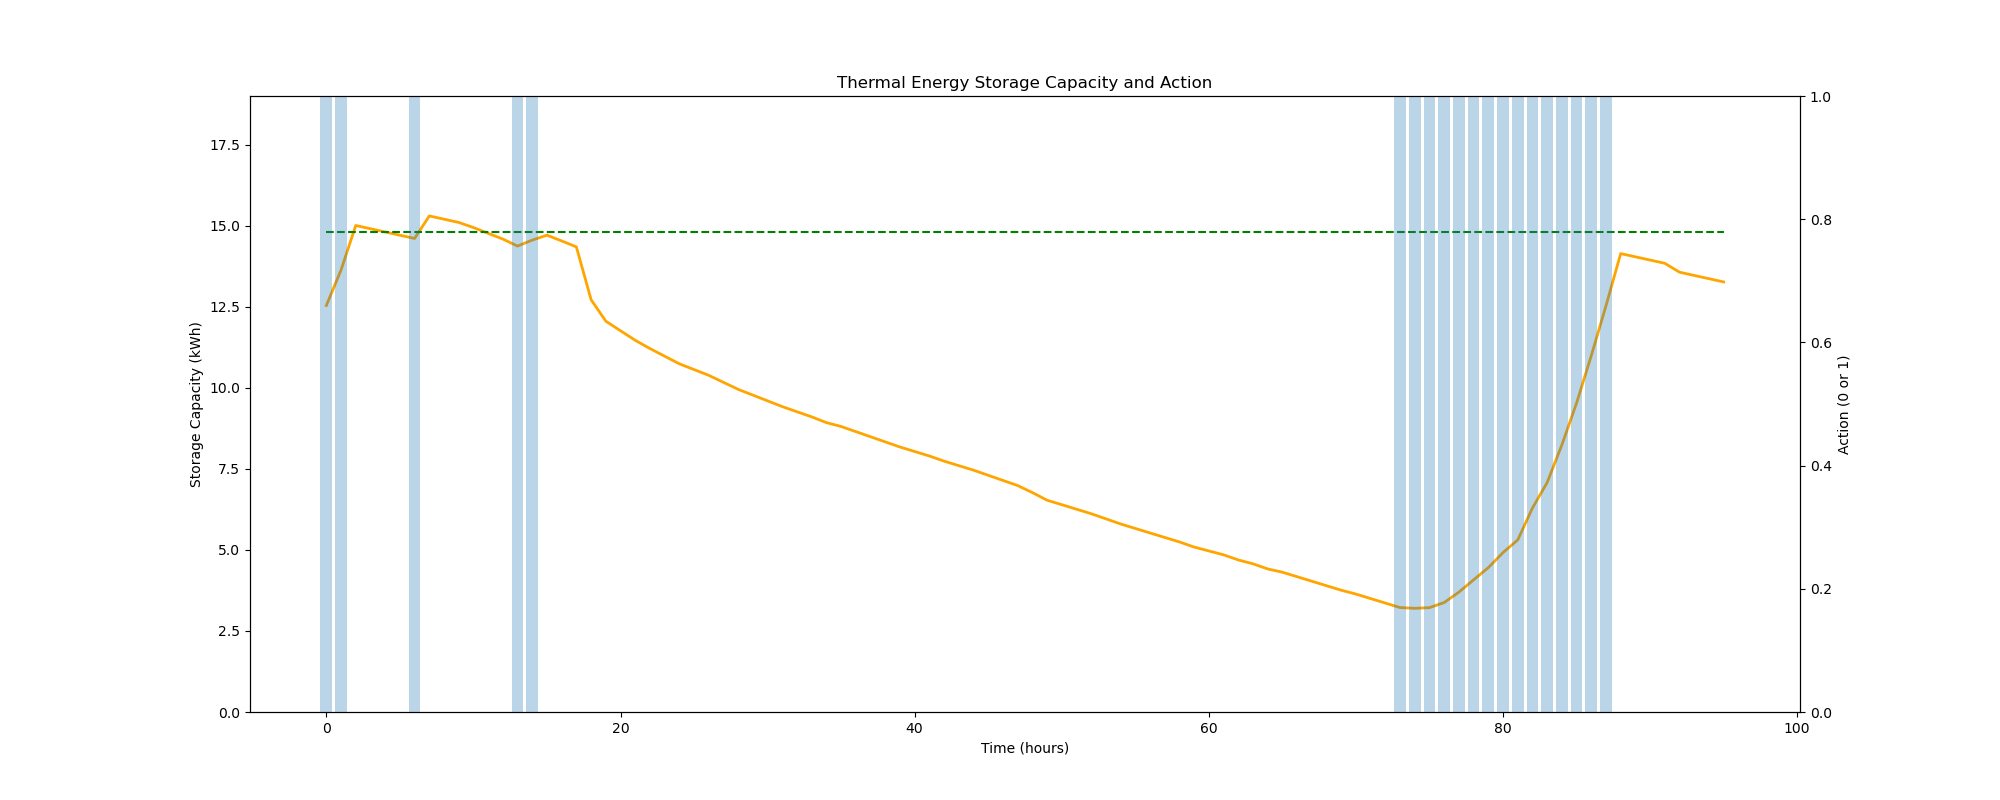 Thermal Energy Storage Capacity and Action
Storage Capacity (kWh)
17.5
15.0
12.5
10.0
7.5
5.0
2.5
0.0
1.0
0.8
0.6
0.4
0.2
0.0
Action (0 or 1)
0 20 40 60 80 100
Time (hours)